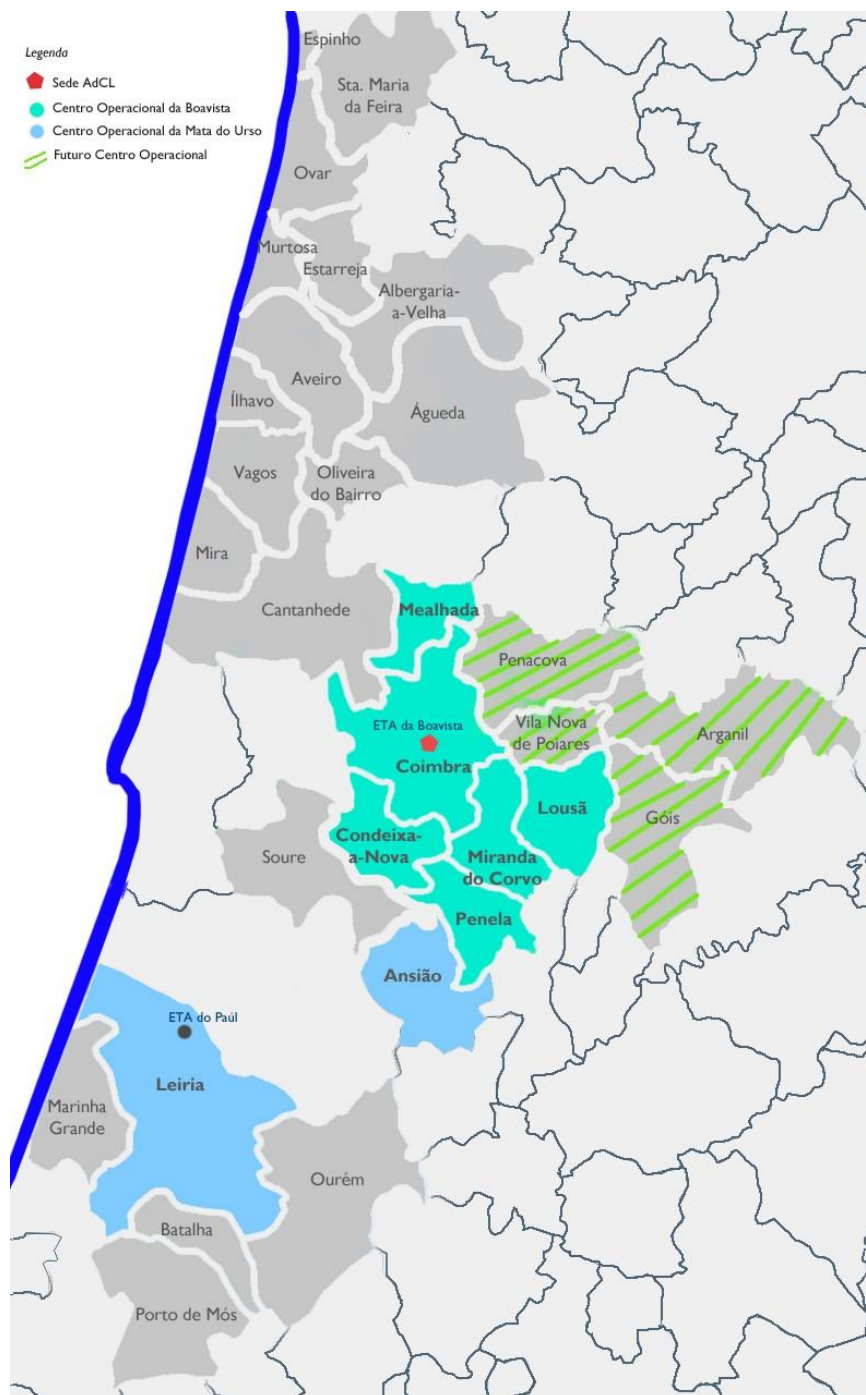 Legenda
Sede AdCL
Centro Operacional da Boavista
Centro Operacional da Mata do Urso
Futuro Centro Operacional
Espinho
Sta. Maria
da Feira
Ovar
Murtosa
Estarreja
Albergaria-
a-Velha
Aveiro
Ílhavo
Águeda
Vagos
Oliveira
do Bairro
Mira
Cantanhede
Mealhada
Penacova
ETA da Boavista
Coimbra
Vila Nova
de Poiares
Arganil
Lousã
Góis
Condeixa-
a-Nova
Soure
Miranda
do Corvo
Penela
Ansião
ETA do Paúl
Leiria
Marinha
Grande
Ourém
Batalha
Porto de Mós